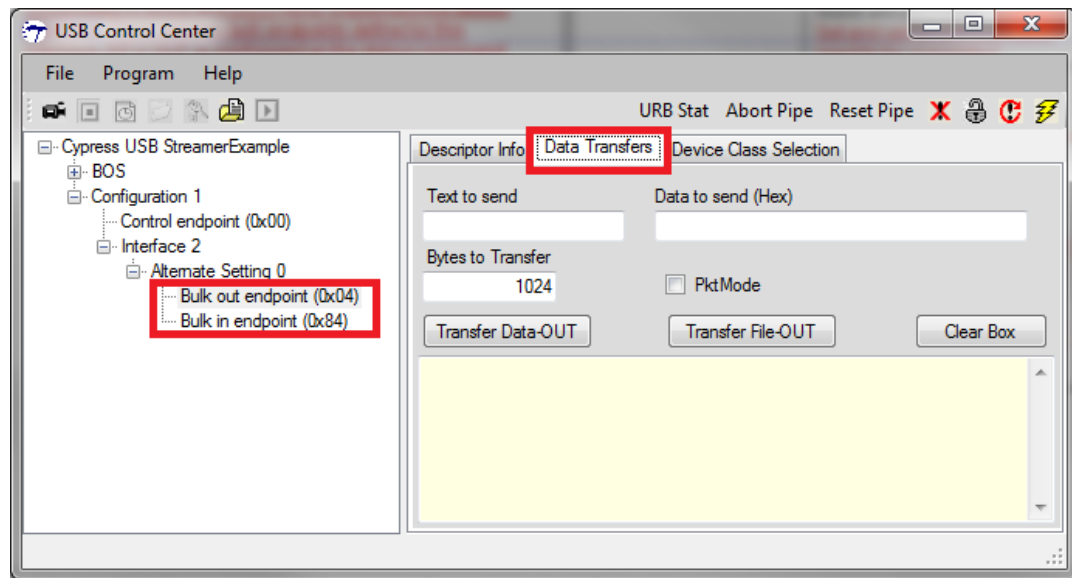 USB Control Center
File Program Help
URB Stat Abort Pipe Reset Pipe
Cypress USB StreamerExample
BOS
Configuration 1
Control endpoint (0x00)
Interface 2
Alternate Setting 0
Bulk out endpoint (0x04)
Bulk in endpoint (0x84)
Descriptor Info Data Transfers Device Class Selection
Text to send Data to send (Hex)
Bytes to Transfer
1024 PktMode
Transfer Data-OUT Transfer File-OUT Clear Box